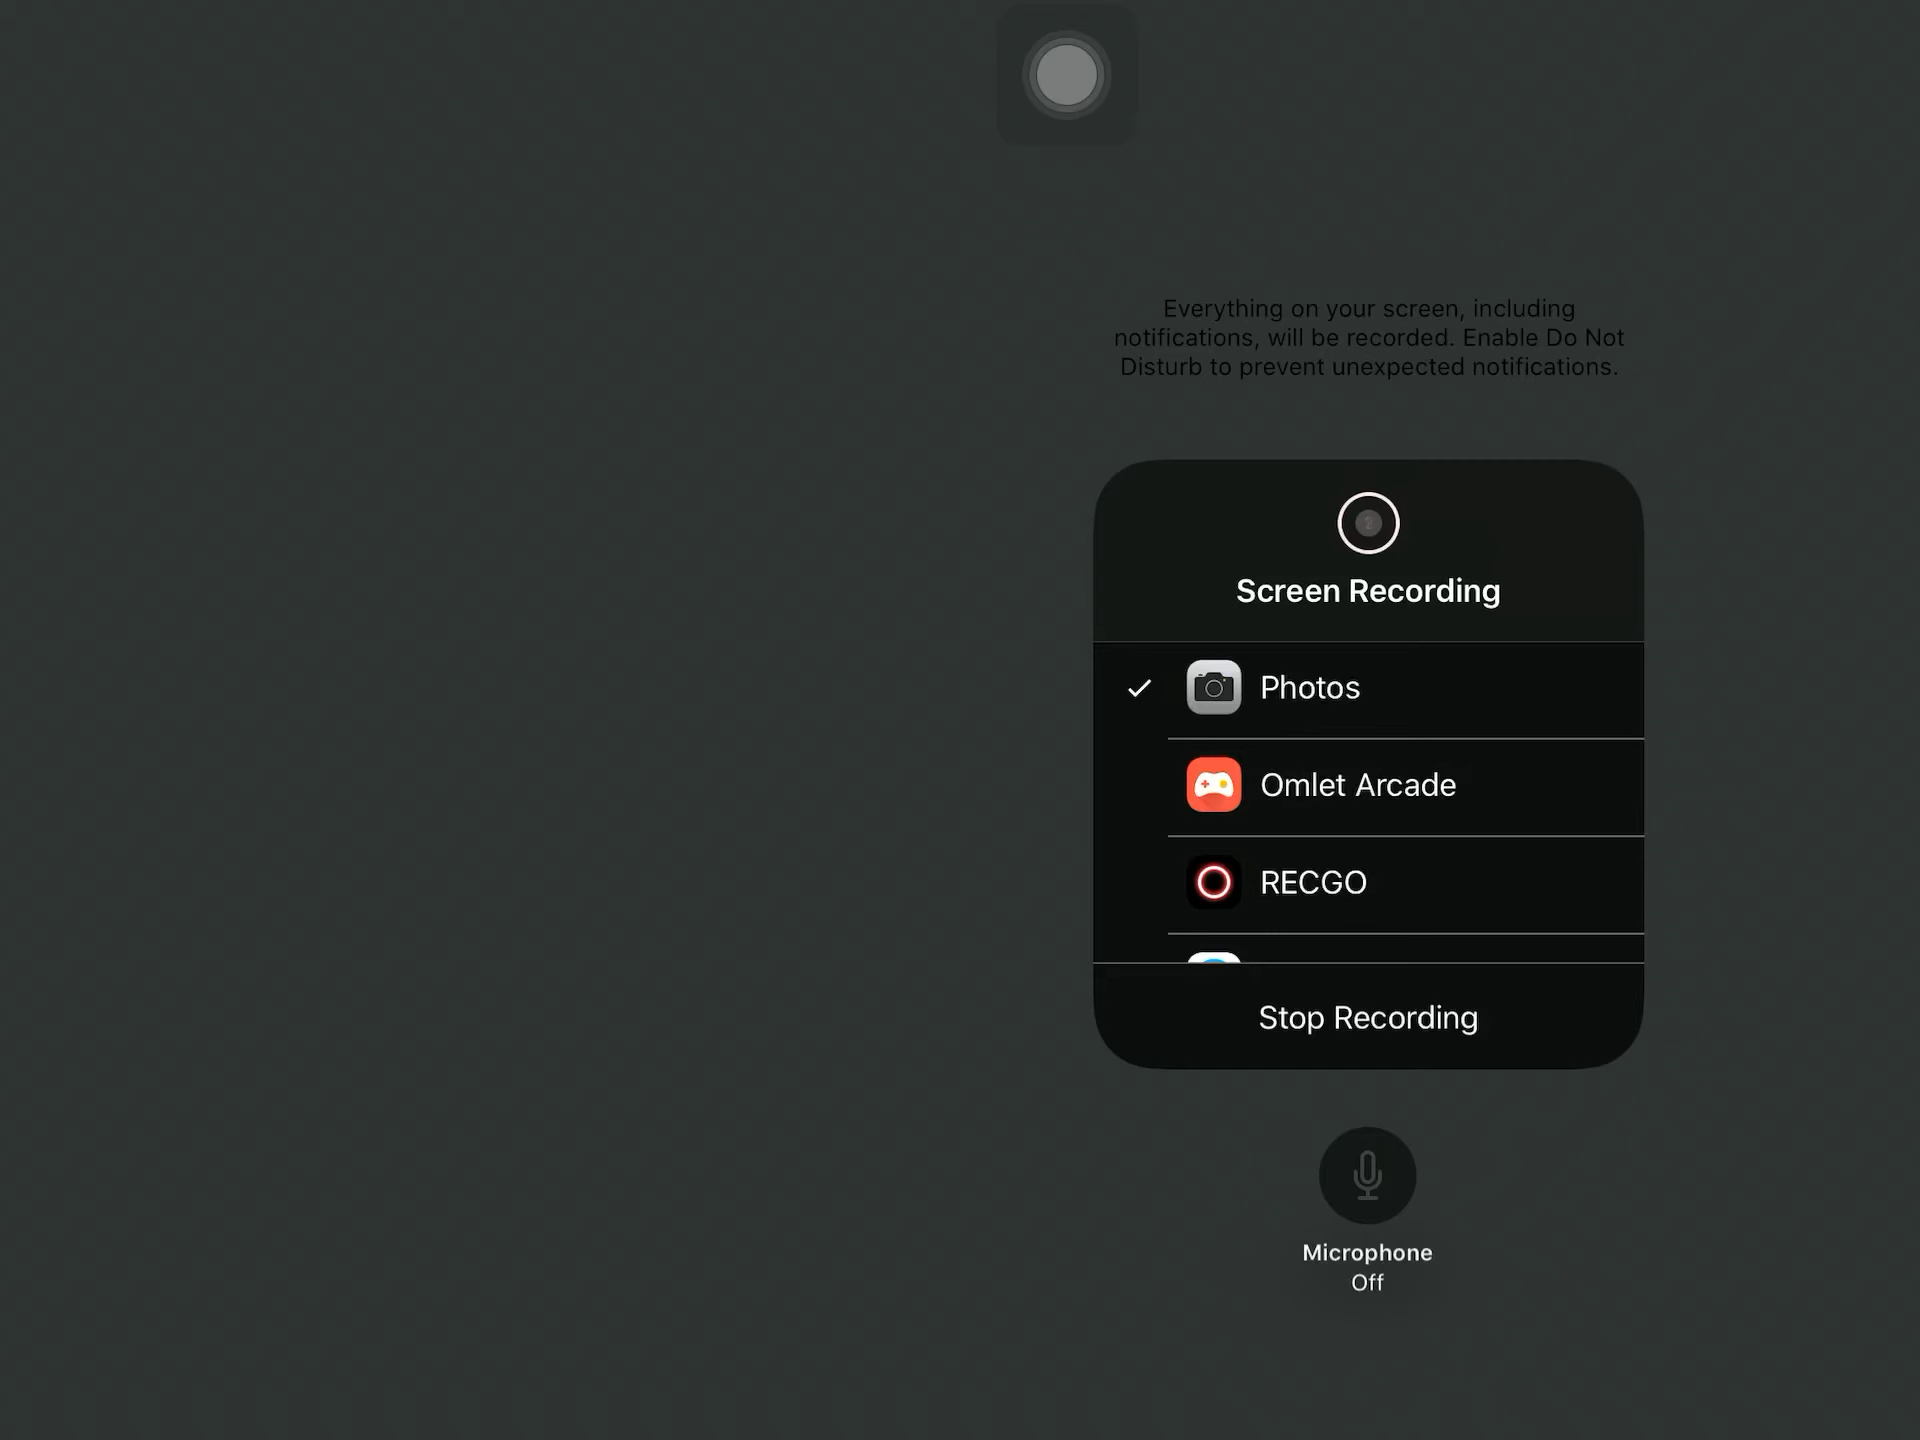 Everything on your screen, including
notifications, will be recorded. Enable Do Not
Disturb to prevent unexpected notifications.
Screen Recording
Photos
Omlet Arcade
RECGO
Stop Recording
Microphone
Off